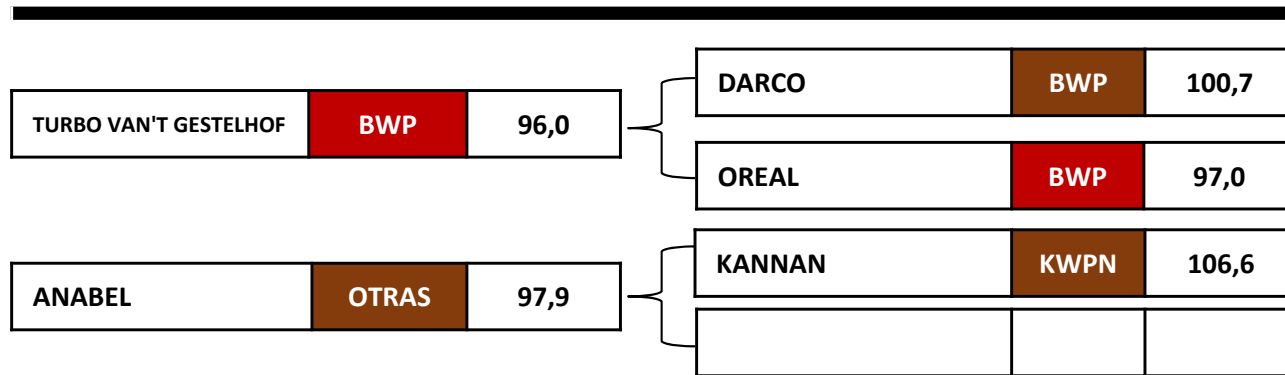 DARCO BWP 100,7
TURBO VAN'T GESTELHOF BWP 96,0
OREAL BWP 97,0
KANNAN KWPN 106,6
ANABEL OTRAS 97,9